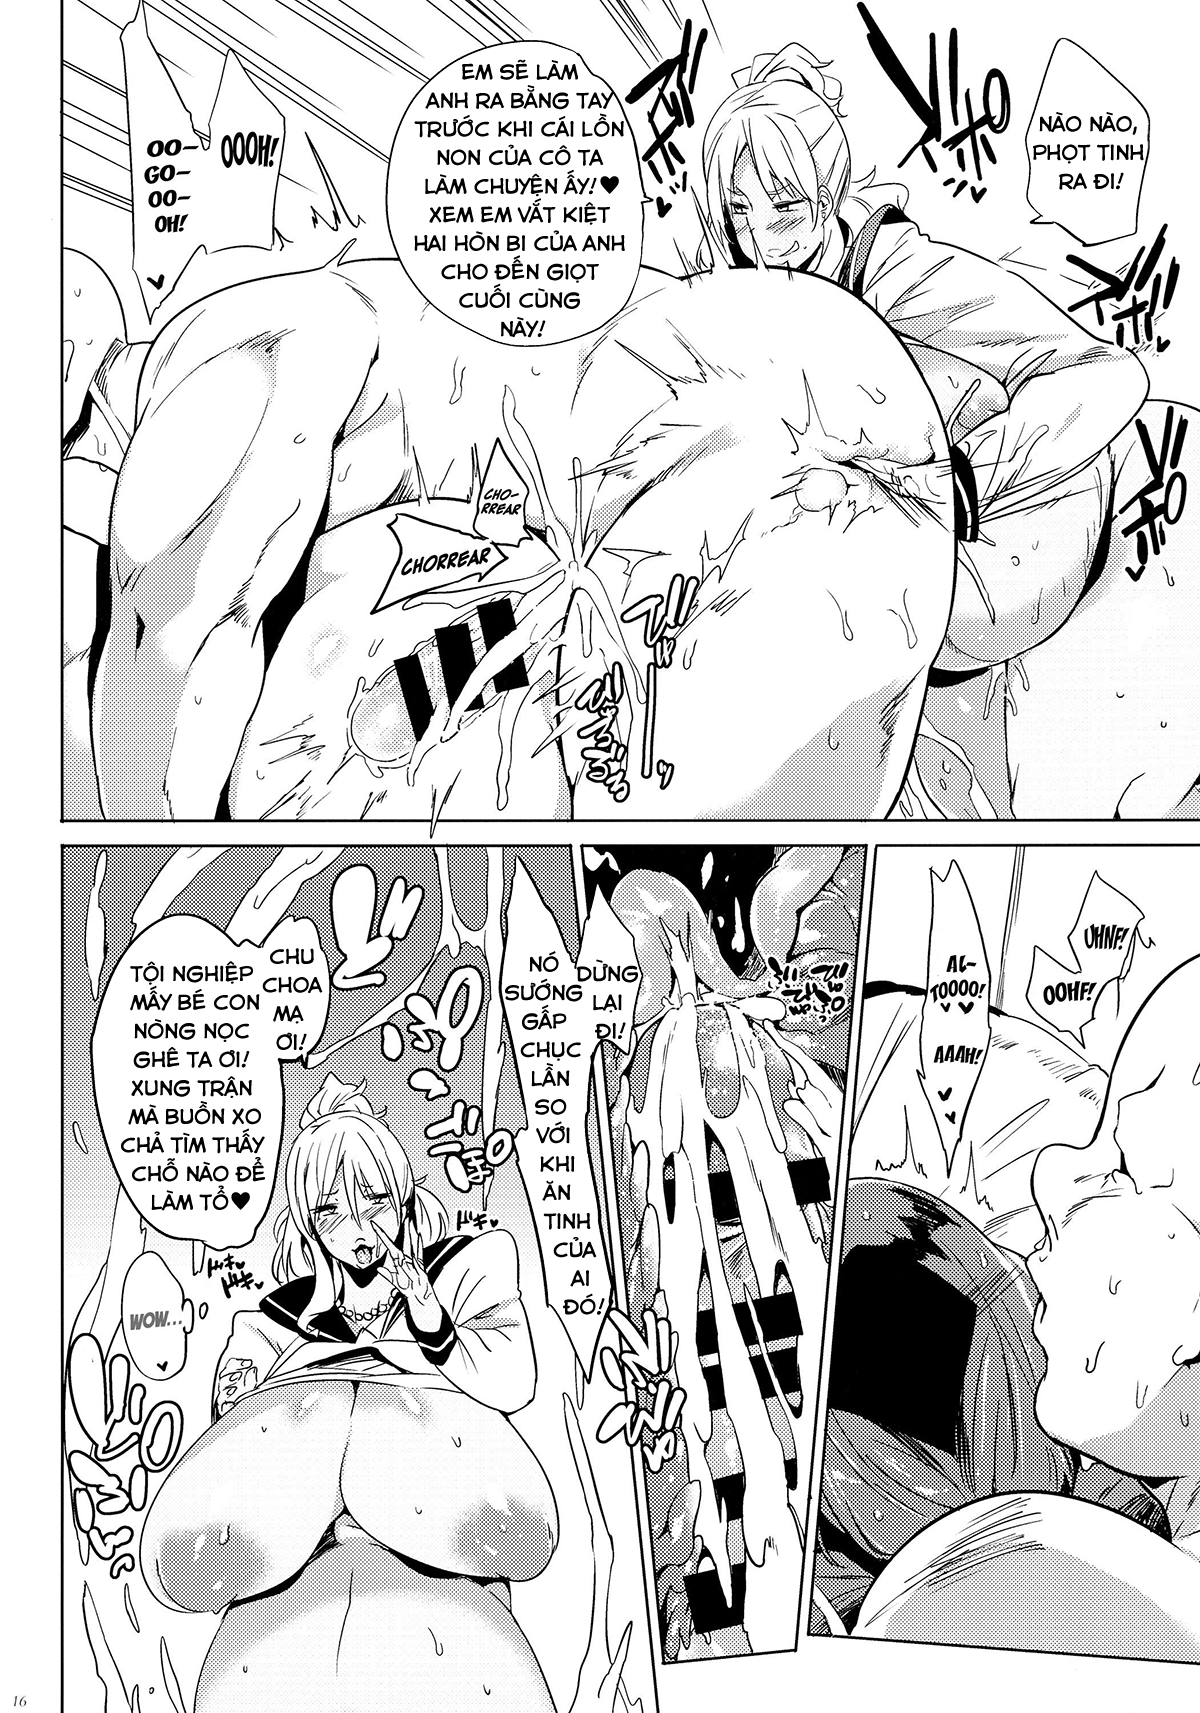 NÀO NÀO,
PHỌT TINH
RA ĐI!
EM SẼ LÀM
ANH RA BẰNG TAY
TRƯỚC KHI CÁI LỒN
NON CỦA CÔ TA
LÀM CHUYỆN ẤY!♥
XEM EM VẮT KIỆT
HAI HÒN BI CỦA ANH
CHO ĐẾN GIỌT
CUỐI CÙNG
NÀY!
OOOH!
OO-
GO-
OO-
OH!
CHO-
RREAR
CHORREAR
UHNF!
OOHF!
AL-
TOOOO!
AAAH!
DỪNG
LẠI
ĐI!
NÓ
SƯỚNG
GẤP
CHỤC
LẦN
SO
VỚI
KHI
ĂN
TINH
CỦA
AI
ĐÓ!
CHU
CHOA
MẠ
ƠI!
TỘI NGHIỆP
MẤY BÉ CON
NÒNG NỌC
GHÊ TA ƠI!
XUNG TRẬN
MÀ BUỒN XO
CHẢ TÌM THẤY
CHỖ NÀO ĐỂ
LÀM TỔ♥
WOW...
16